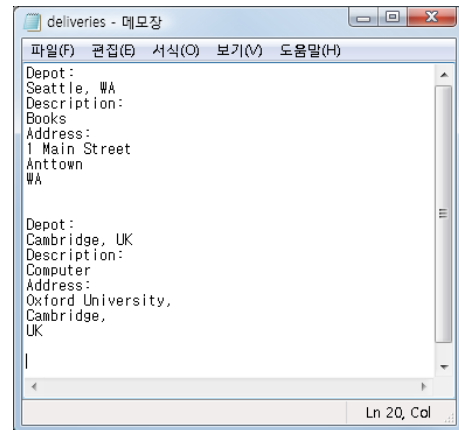 deliveries - 메모장
파일(F) 편집(E) 서식(O) 보기(V) 도움말(H)
Depot:
Seattle, WA
Description:
Books
Address:
1 Main Street
Anttown
WA
Depot:
Cambridge, UK
Description:
Computer
Address:
Oxford University,
Cambridge,
UK
Ln 20, Col